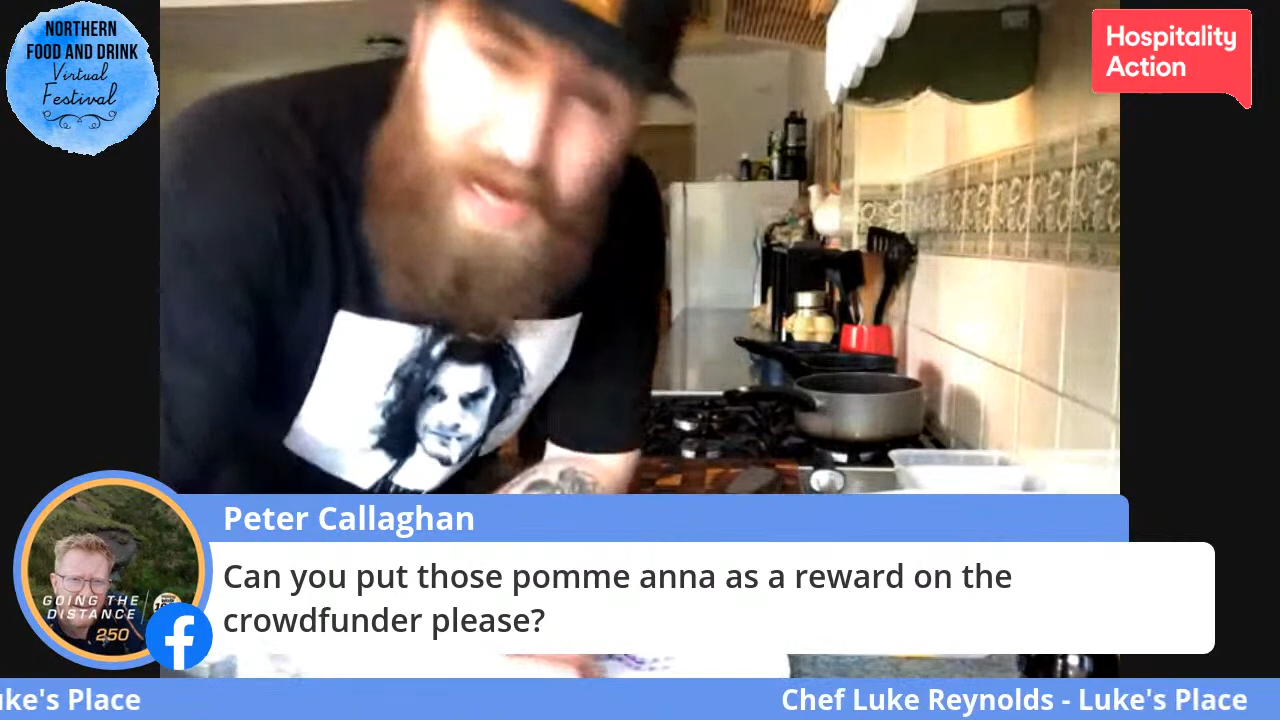 NORTHERN
FOOD AND DRINK
Virtual
Festival
Hospitality
Action
Peter Callaghan
Can you put those pomme anna as a reward on the
crowdfunder please?
GOING THE
DISTANCE
250
uke's Place
Chef Luke Reynolds - Luke's Place